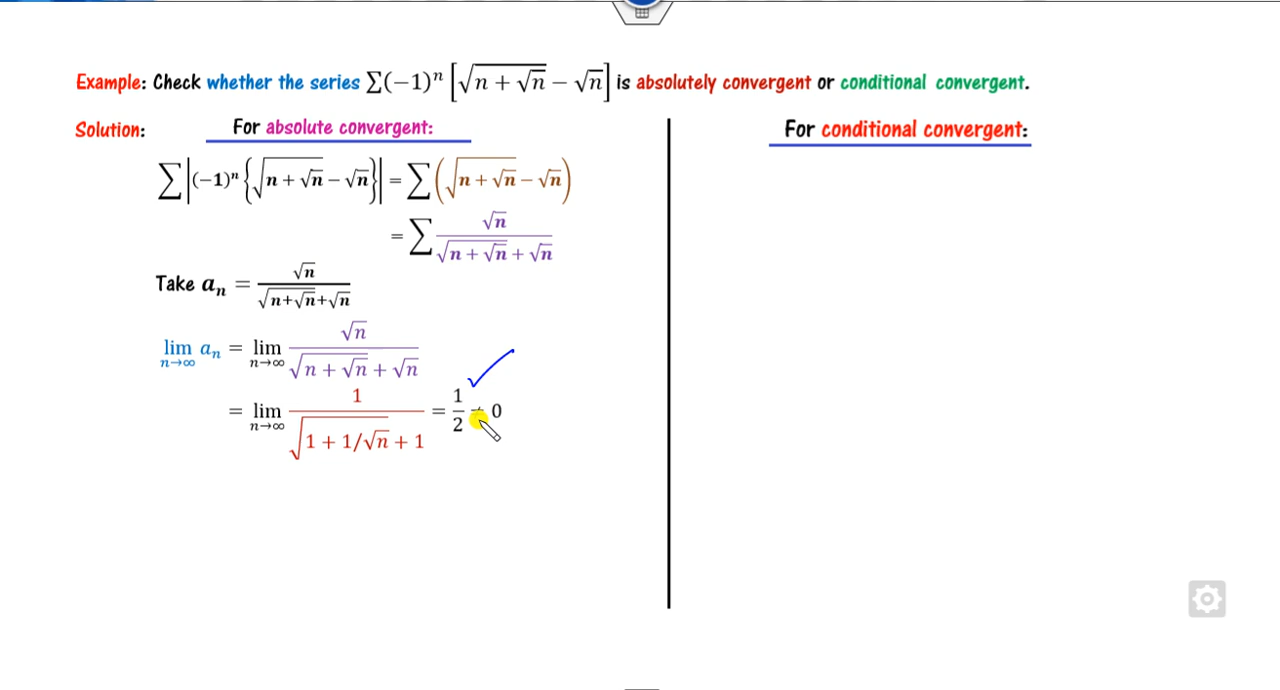 Example: Check whether the series ∑(−1)ⁿ [√(n + √n) − √n] is absolutely convergent or conditional convergent.
Solution:
For absolute convergent:
∑ |(−1)ⁿ {√(n + √n) − √n}| = ∑ (√(n + √n) − √n)
= ∑ √n / (√(n + √n) + √n)
Take aₙ = √n / (√(n+√n)+√n)
lim n→∞ aₙ = lim n→∞ √n / (√(n + √n) + √n)
= lim n→∞ 1 / (√(1 + 1/√n) + 1) = 1/2 ≠ 0
For conditional convergent: